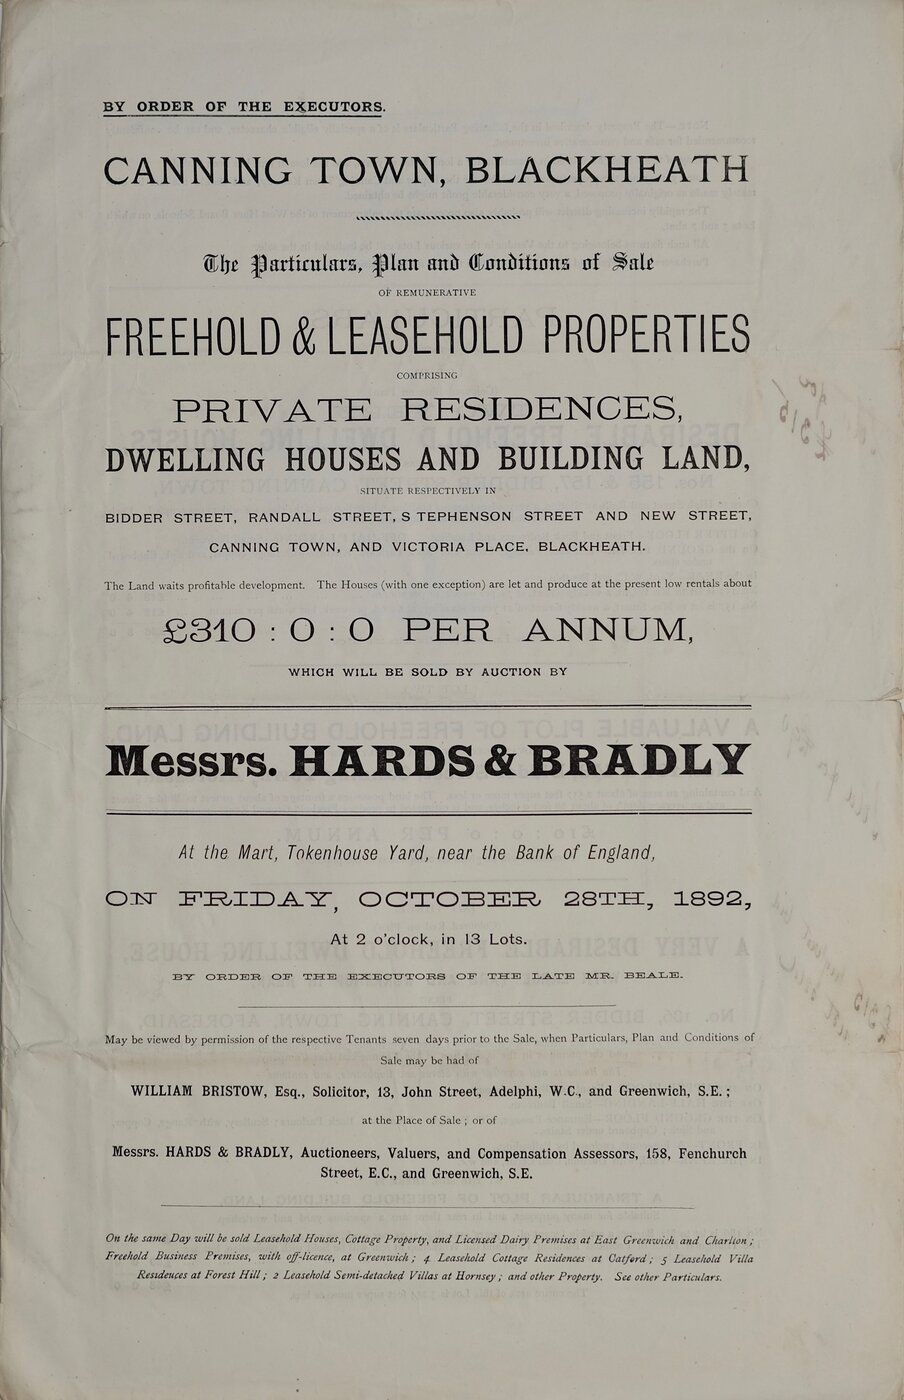 BY ORDER OF THE EXECUTORS.
CANNING TOWN, BLACKHEATH
The Particulars, Plan and Conditions of Sale
OF REMUNERATIVE
FREEHOLD & LEASEHOLD PROPERTIES
COMPRISING
PRIVATE RESIDENCES,
DWELLING HOUSES AND BUILDING LAND,
SITUATE RESPECTIVELY IN
BIDDER STREET, RANDALL STREET, S TEPHENSON STREET AND NEW STREET,
CANNING TOWN, AND VICTORIA PLACE, BLACKHEATH.
The Land waits profitable development. The Houses (with one exception) are let and produce at the present low rentals about
£310 : 0 : 0 PER ANNUM,
WHICH WILL BE SOLD BY AUCTION BY
Messrs. HARDS & BRADLY
At the Mart, Tokenhouse Yard, near the Bank of England,
ON FRIDAY, OCTOBER 28TH, 1892,
At 2 o'clock, in 13 Lots.
BY ORDER OF THE EXECUTORS OF THE LATE MR. BEALE.
May be viewed by permission of the respective Tenants seven days prior to the Sale, when Particulars, Plan and Conditions of
Sale may be had of
WILLIAM BRISTOW, Esq., Solicitor, 13, John Street, Adelphi, W.C., and Greenwich, S.E. ;
at the Place of Sale ; or of
Messrs. HARDS & BRADLY, Auctioneers, Valuers, and Compensation Assessors, 158, Fenchurch
Street, E.C., and Greenwich, S.E.
On the same Day will be sold Leasehold Houses, Cottage Property, and Licensed Dairy Premises at East Greenwich and Charlton ;
Freehold Business Premises, with off-licence, at Greenwich ; 4 Leasehold Cottage Residences at Catford ; 5 Leasehold Villa
Residences at Forest Hill ; 2 Leasehold Semi-detached Villas at Hornsey ; and other Property. See other Particulars.